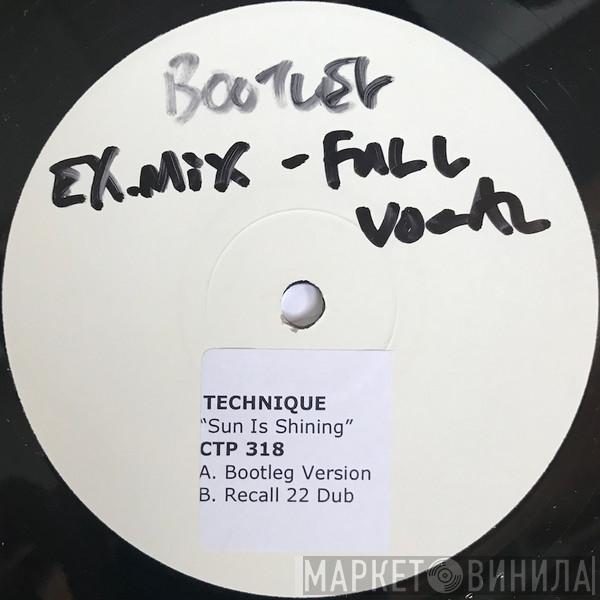 BOOTLEG
EX.MIX - FULL
VOCAL
TECHNIQUE
“Sun Is Shining”
CTP 318
A. Bootleg Version
B. Recall 22 Dub
МАРКЕТ ВИНИЛА